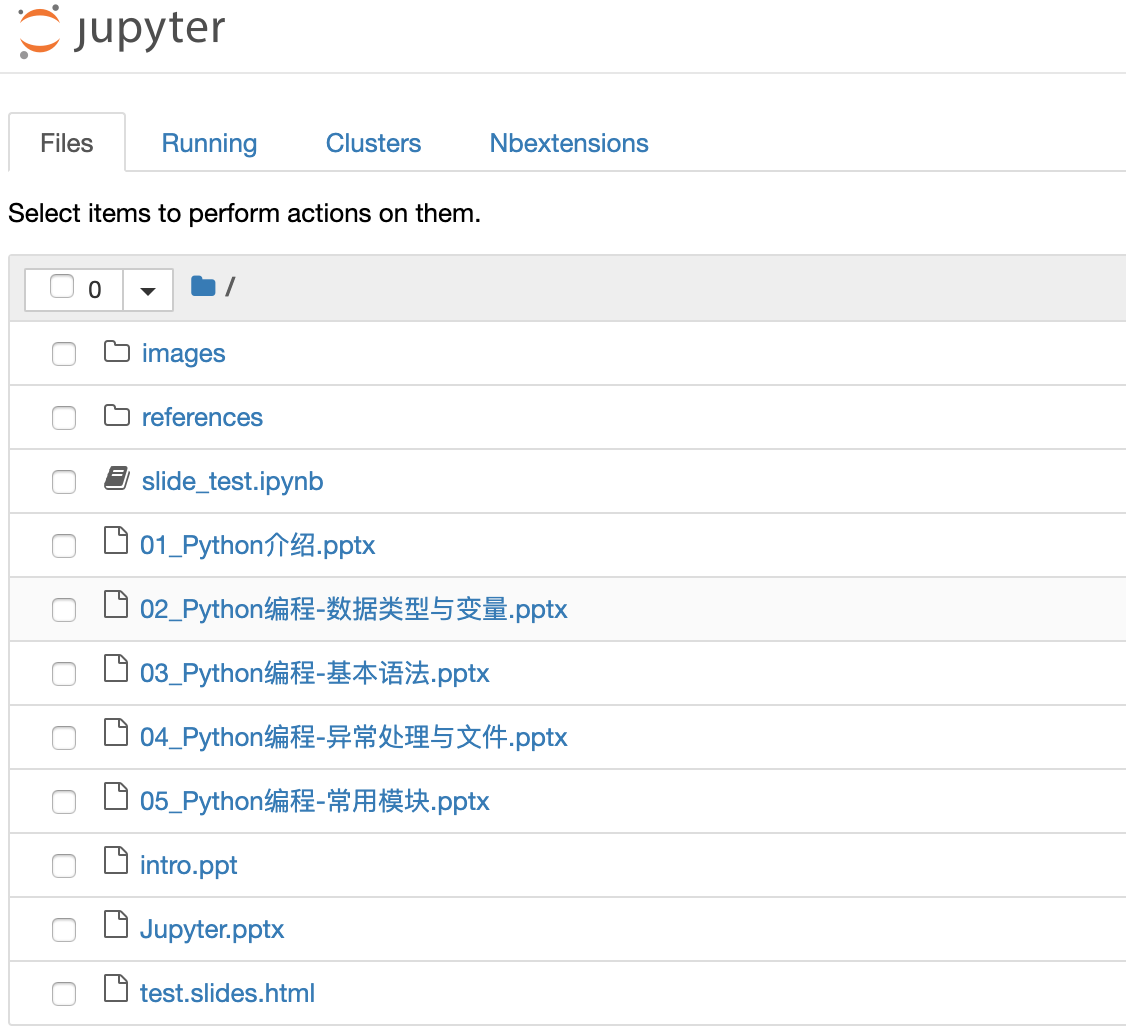 jupyter
Files Running Clusters Nbextensions
Select items to perform actions on them.
0 /
images
references
slide_test.ipynb
01_Python介绍.pptx
02_Python编程-数据类型与变量.pptx
03_Python编程-基本语法.pptx
04_Python编程-异常处理与文件.pptx
05_Python编程-常用模块.pptx
intro.ppt
Jupyter.pptx
test.slides.html